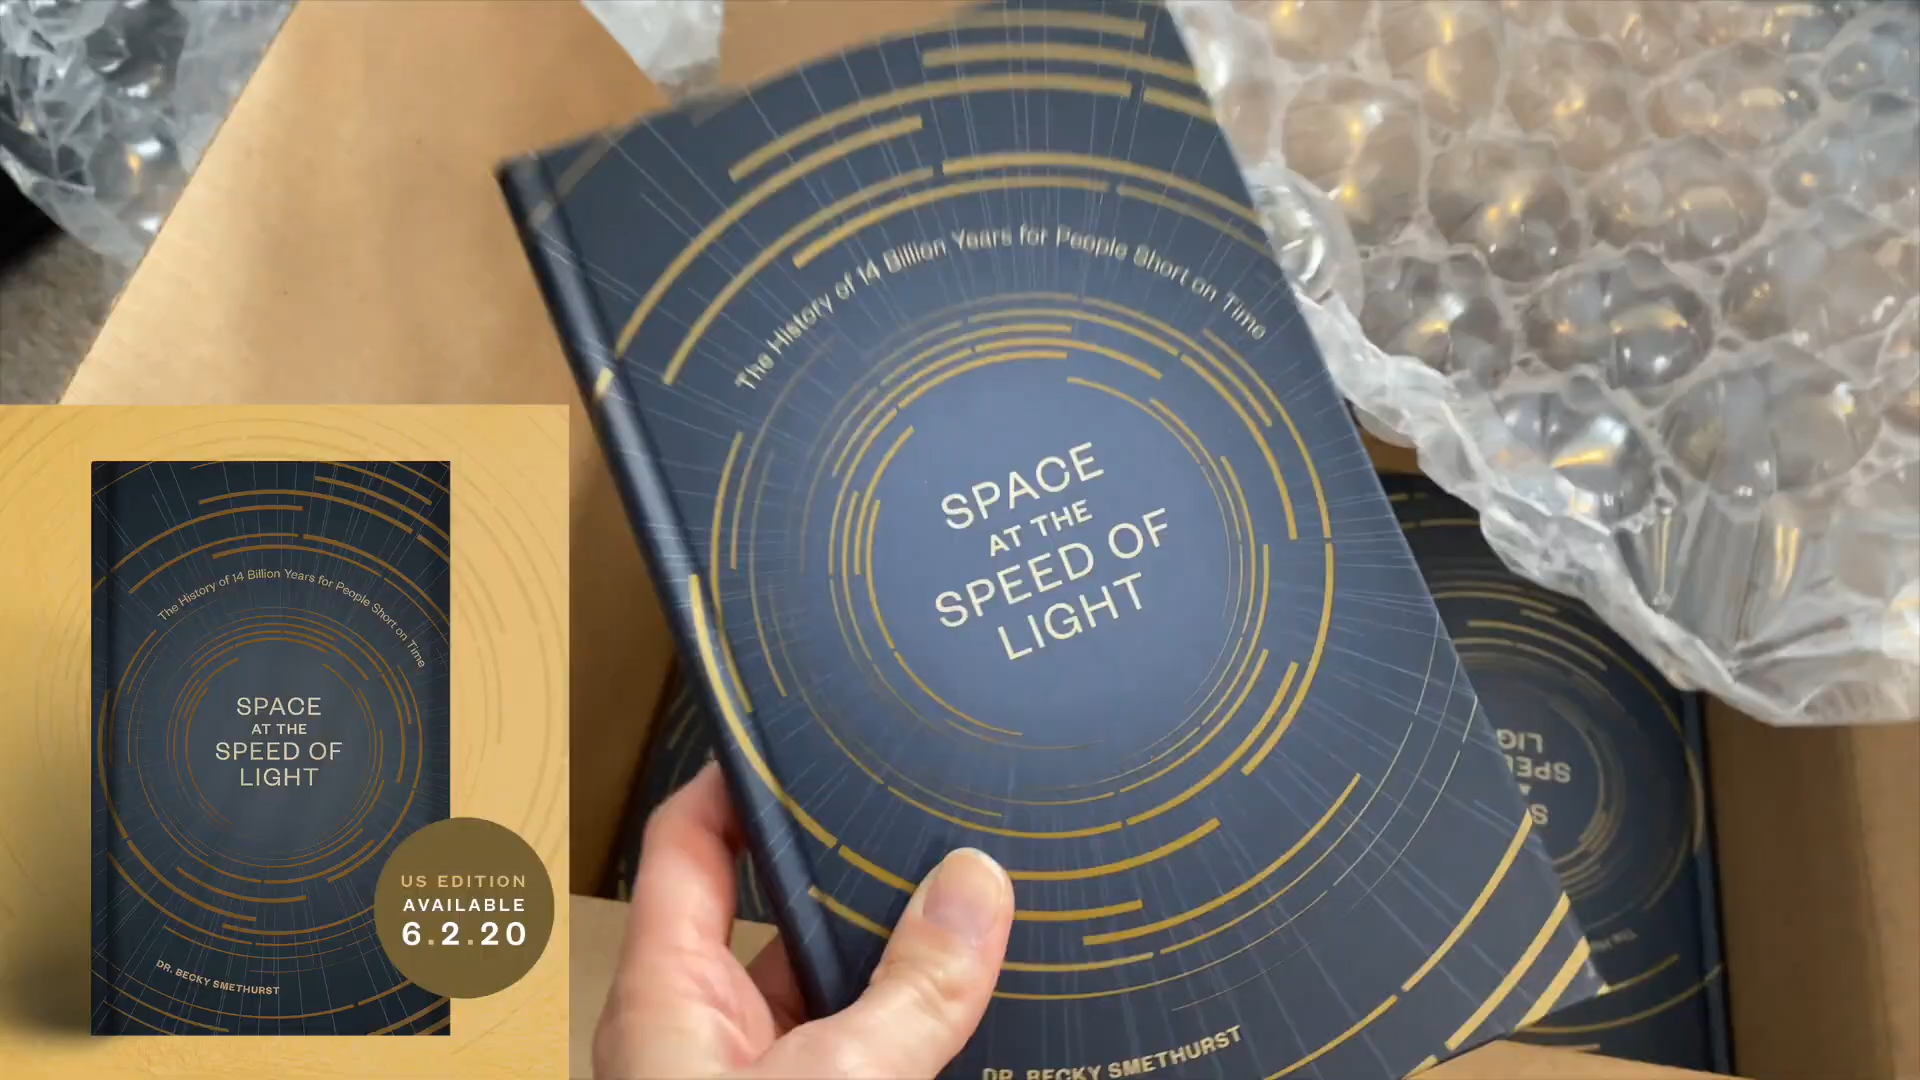 The History of 14 Billion Years for People Short on Time
SPACE
AT THE
SPEED OF
LIGHT
DR. BECKY SMETHURST
The History of 14 Billion Years for People Short on Time
SPACE
AT THE
SPEED OF
LIGHT
US EDITION
AVAILABLE
6.2.20
DR. BECKY SMETHURST
LIG
SPEE